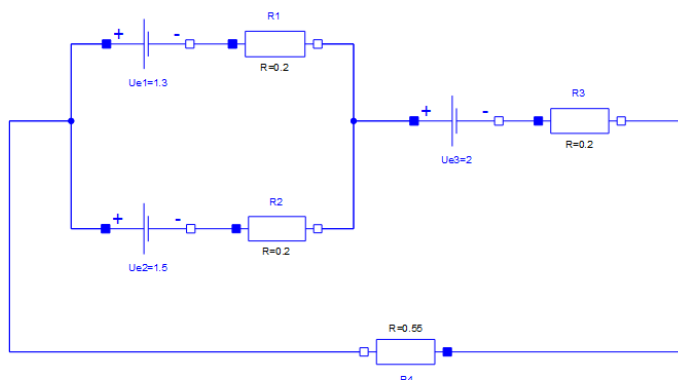 R1
+ -
R=0.2
Ue1=1.3
R3
+ -
R=0.2
Ue3=2
R2
+ -
R=0.2
Ue2=1.5
R=0.55
R4